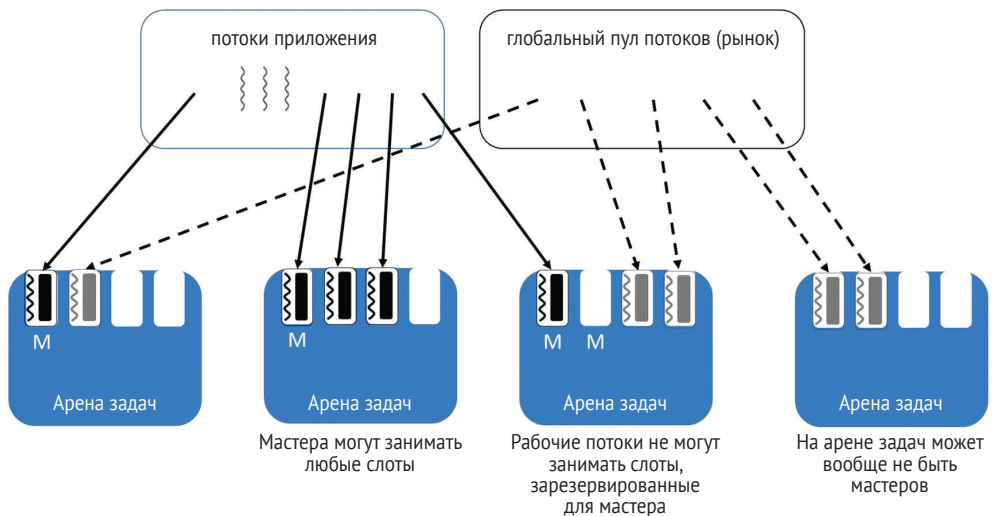 потоки приложения
глобальный пул потоков (рынок)
М
М
М
М
Арена задач
Арена задач
Арена задач
Арена задач
Мастера могут занимать
любые слоты
Рабочие потоки не могут
занимать слоты,
зарезервированные
для мастера
На арене задач может
вообще не быть
мастеров